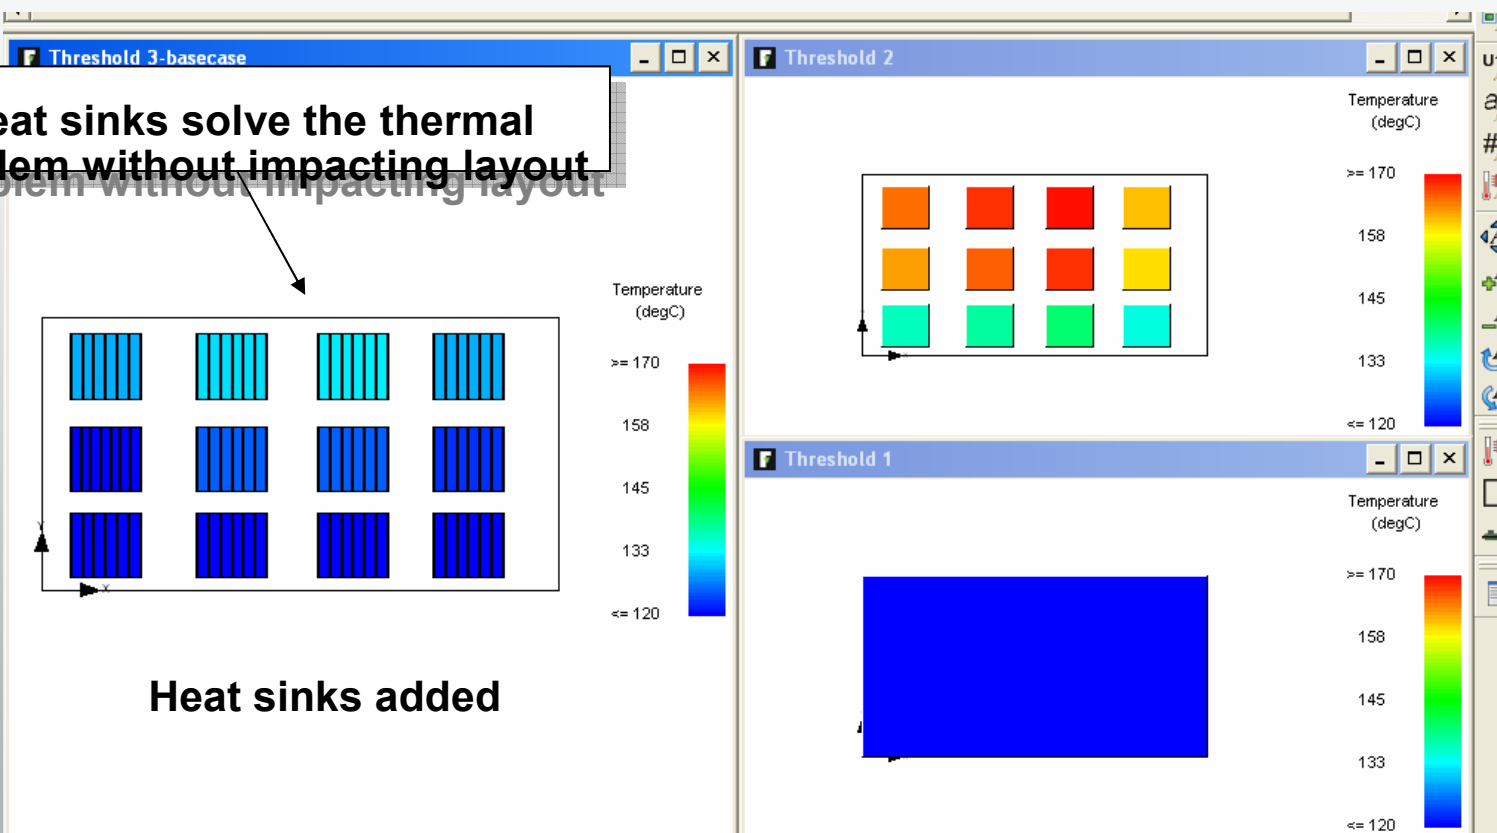 Threshold 3-basecase
eat sinks solve the thermal
lem without impacting layout
Temperature
(degC)
>= 170
158
145
133
<= 120
Y
X
Heat sinks added
Threshold 2
Temperature
(degC)
>= 170
158
145
133
<= 120
Threshold 1
Temperature
(degC)
>= 170
158
145
133
<= 120